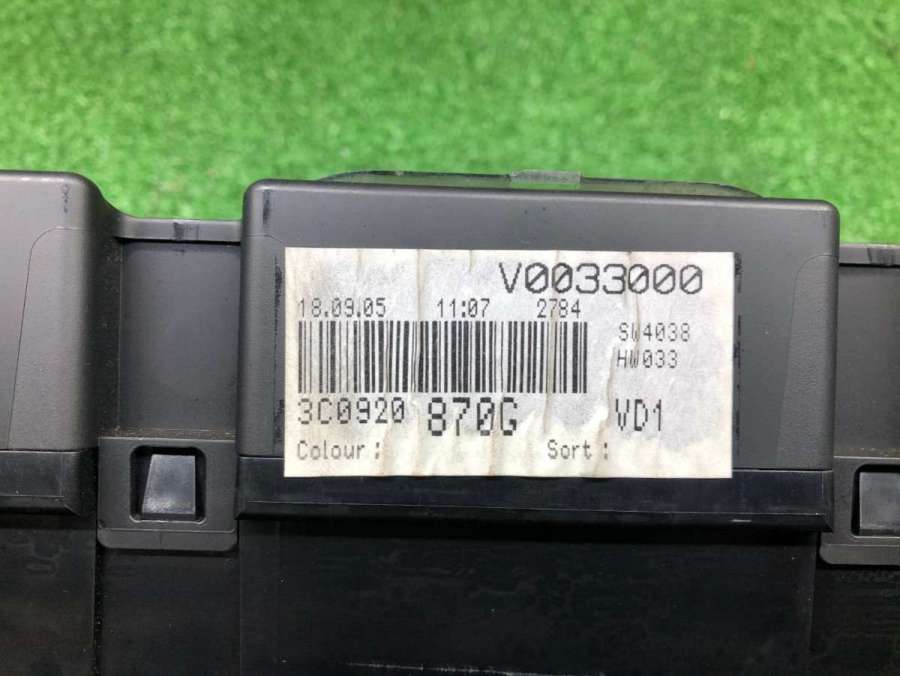 V0033000
18.09.05 11:07 2784
SW4038
HW033
3C0920 870G VD1
Colour: Sort: